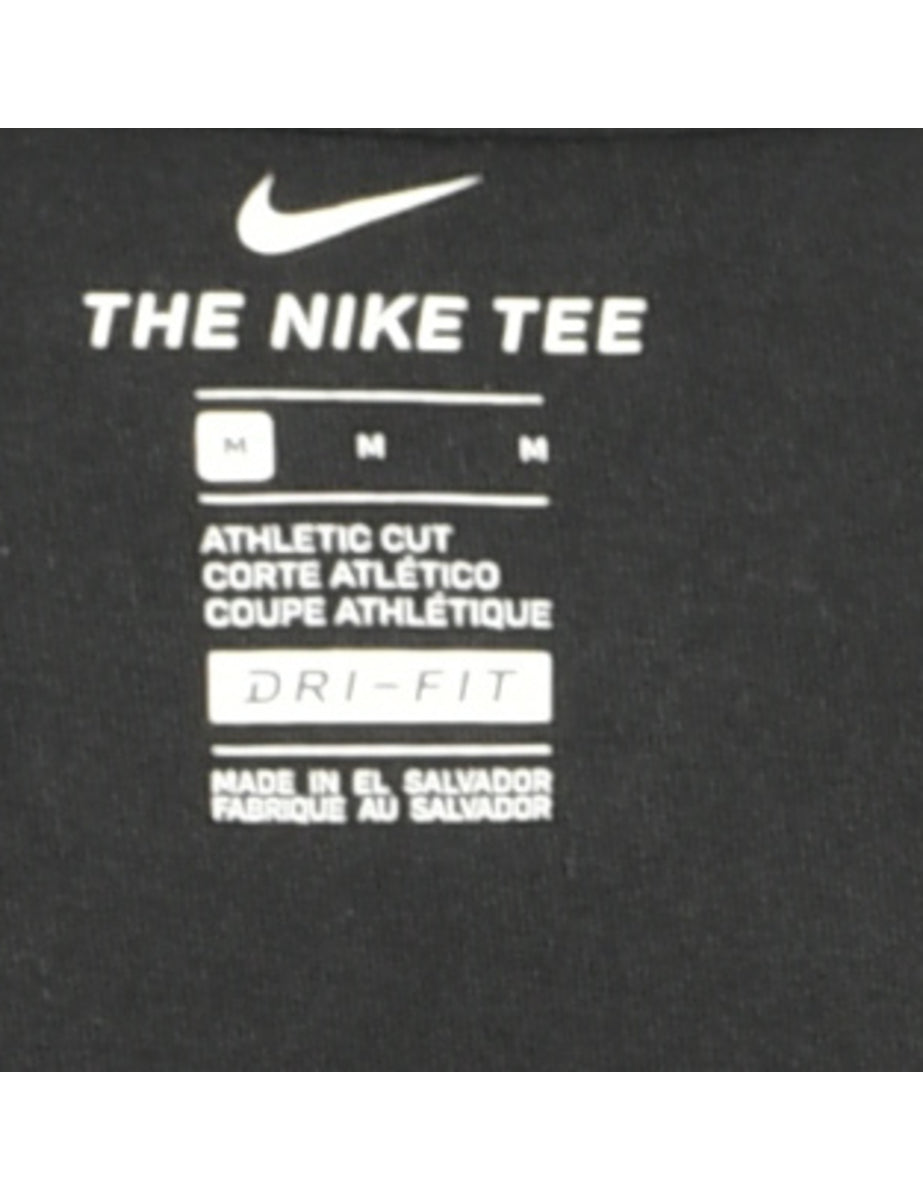 THE NIKE TEE
M M M
ATHLETIC CUT
CORTE ATLÉTICO
COUPE ATHLÉTIQUE
DRI-FIT
MADE IN EL SALVADOR
FABRIQUE AU SALVADOR